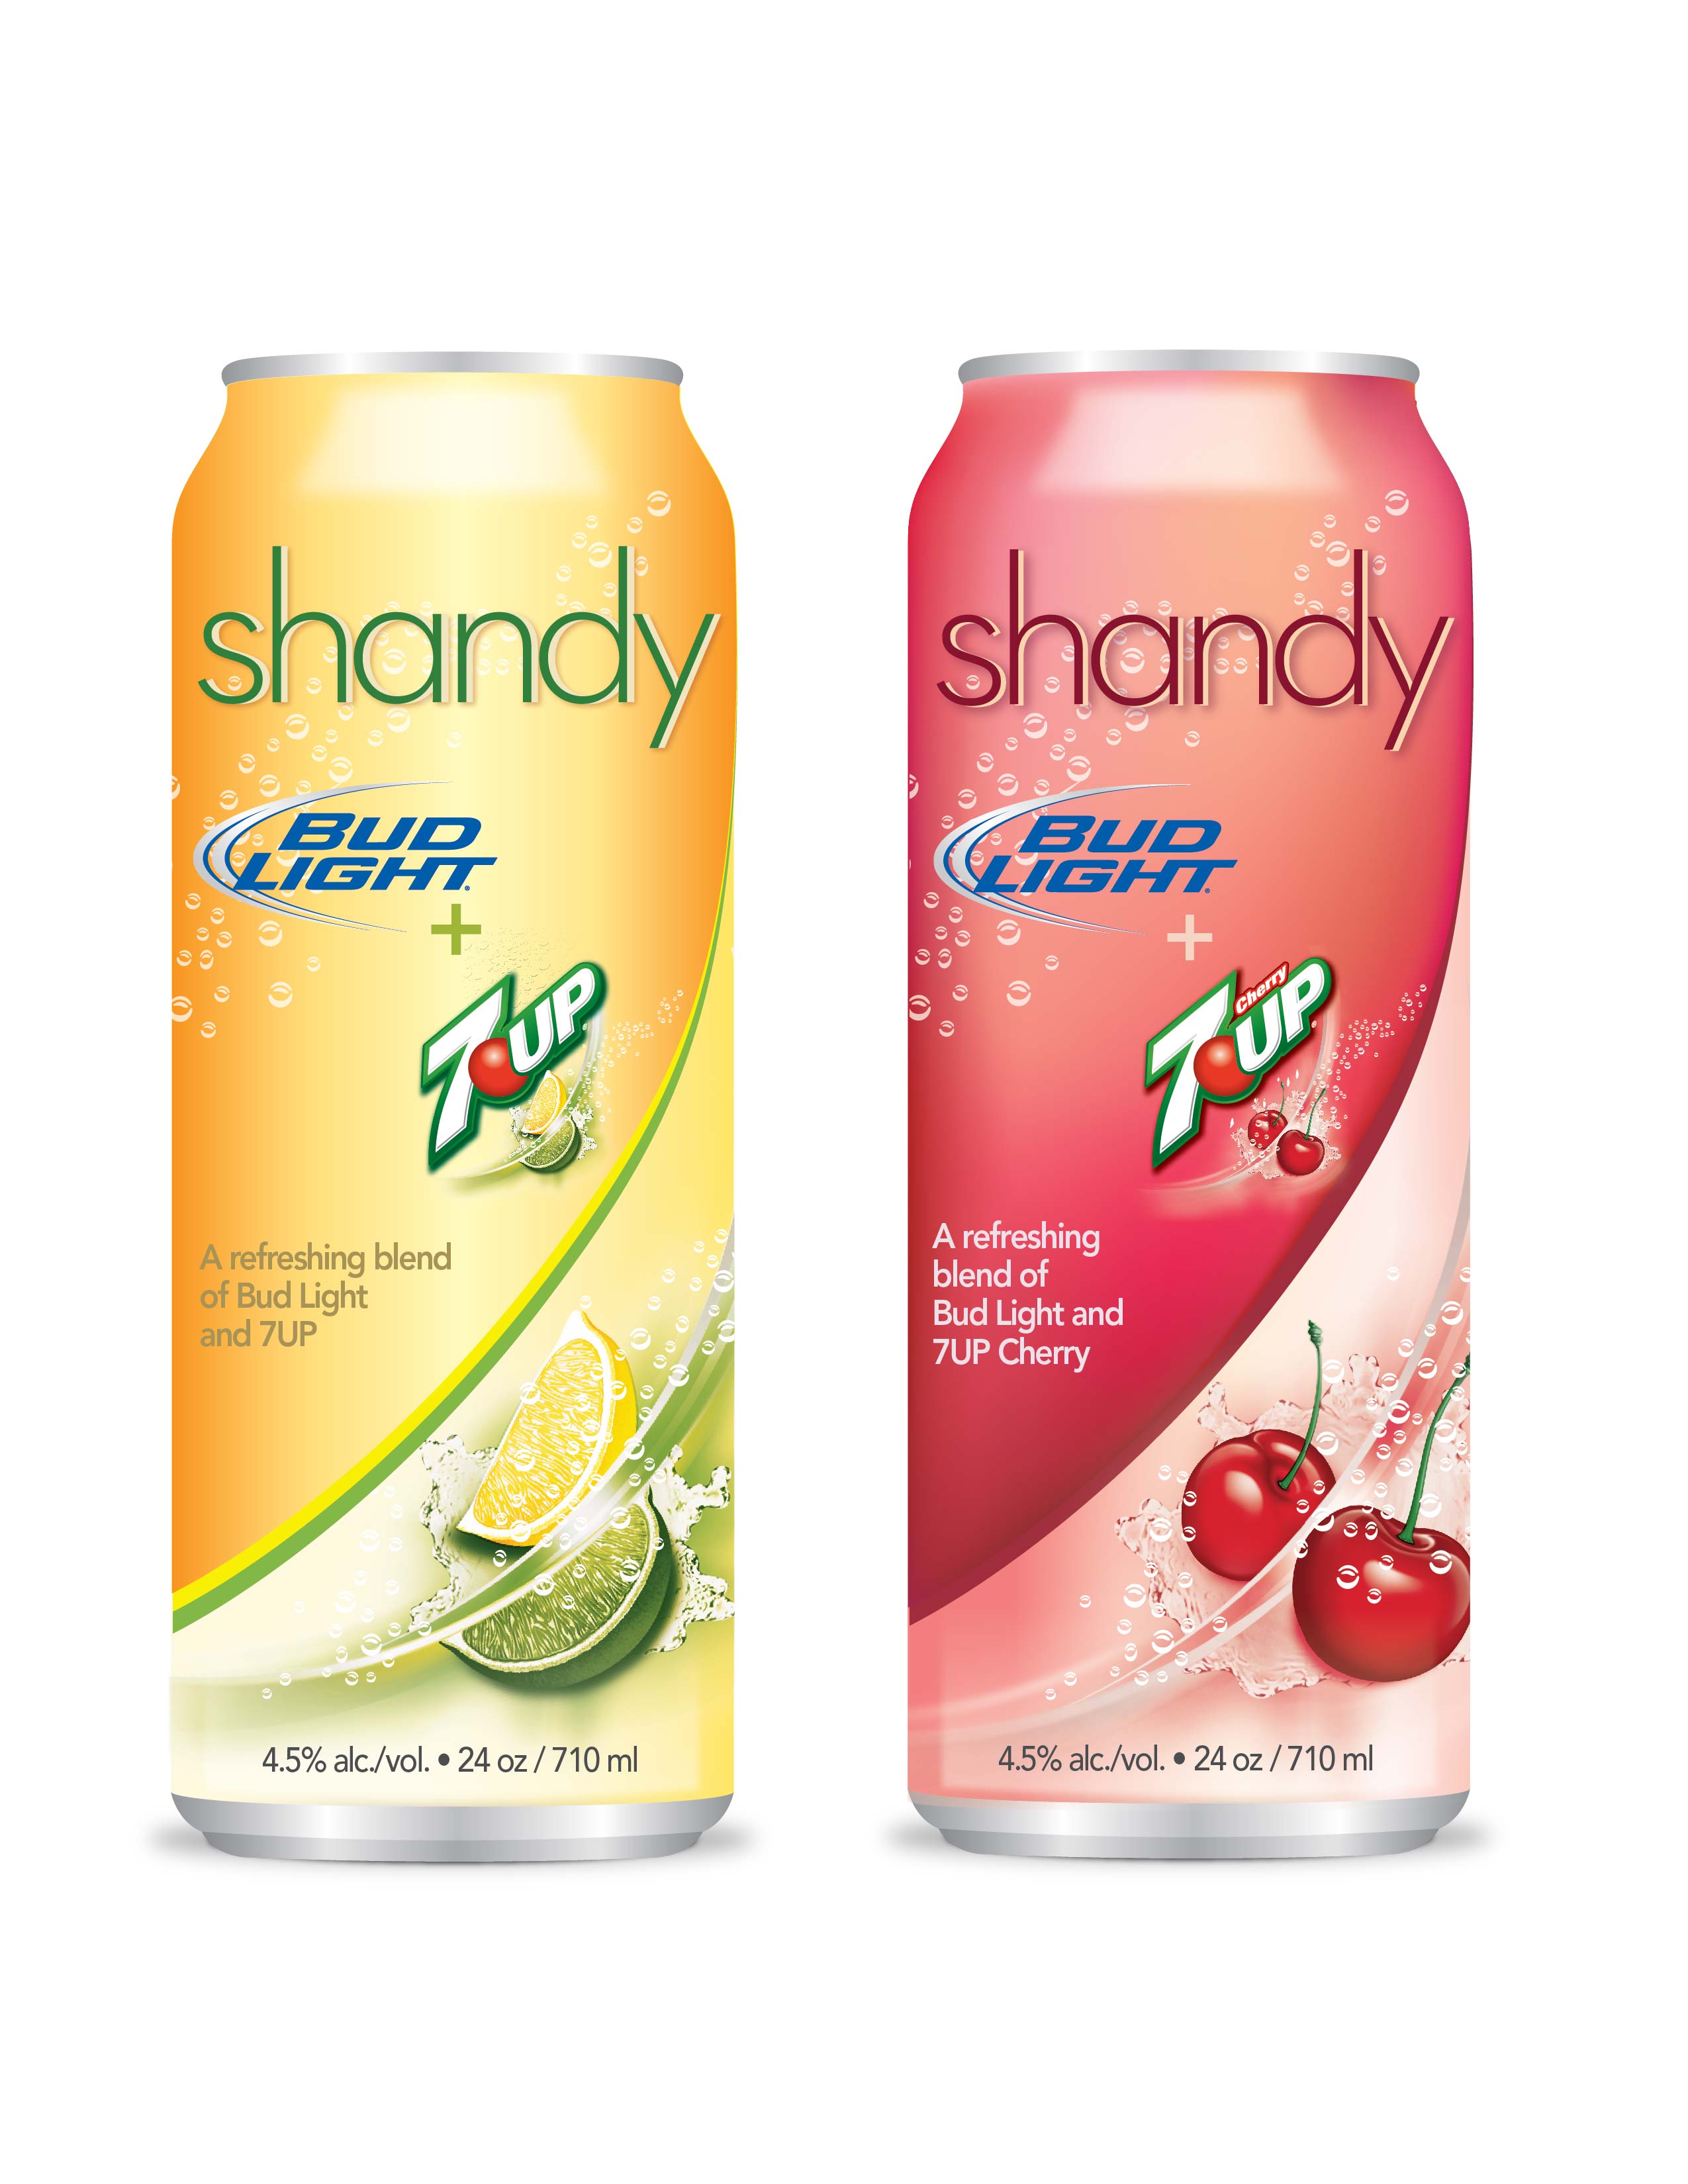 shandy
BUD
LIGHT
+
7UP
A refreshing blend
of Bud Light
and 7UP
4.5% alc./vol. • 24 oz / 710 ml
shandy
BUD
LIGHT
+
Cherry
7UP
A refreshing
blend of
Bud Light and
7UP Cherry
4.5% alc./vol. • 24 oz / 710 ml